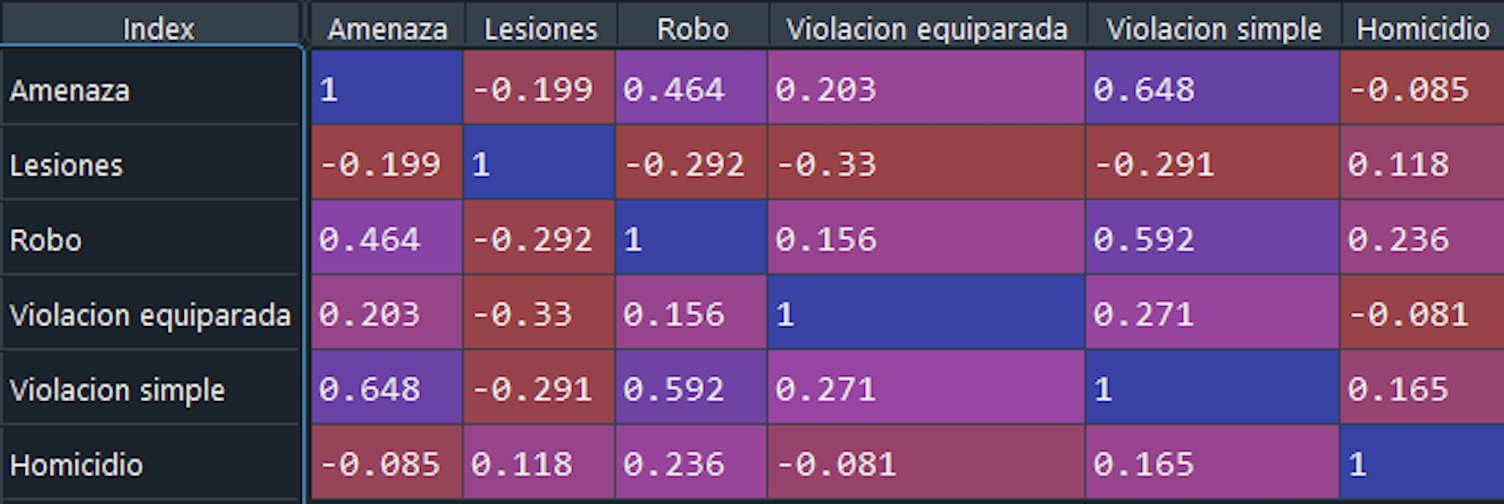 Index Amenaza Lesiones Robo Violacion equiparada Violacion simple Homicidio
Amenaza 1 -0.199 0.464 0.203 0.648 -0.085
Lesiones -0.199 1 -0.292 -0.33 -0.291 0.118
Robo 0.464 -0.292 1 0.156 0.592 0.236
Violacion equiparada 0.203 -0.33 0.156 1 0.271 -0.081
Violacion simple 0.648 -0.291 0.592 0.271 1 0.165
Homicidio -0.085 0.118 0.236 -0.081 0.165 1